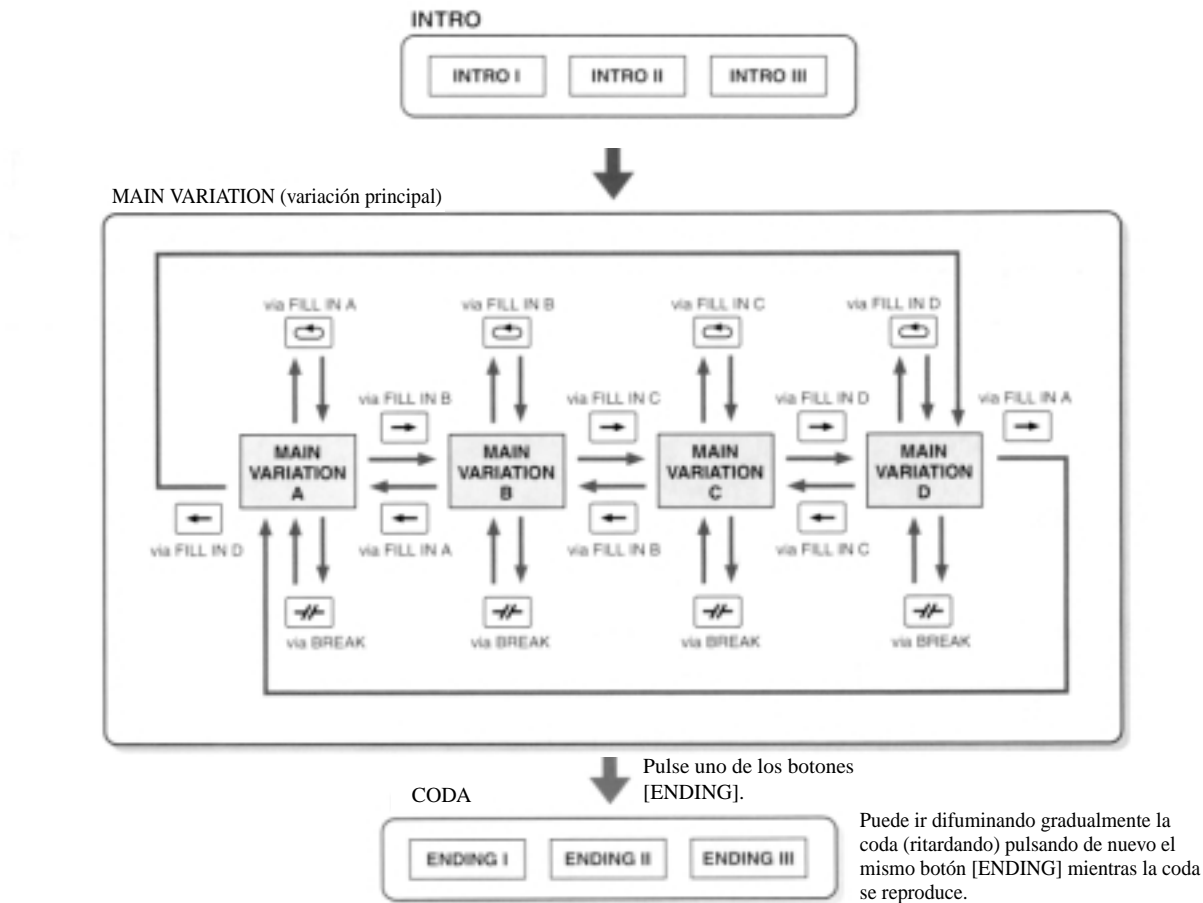 INTRO
INTRO I INTRO II INTRO III
MAIN VARIATION (variación principal)
via FILL IN A via FILL IN B via FILL IN C via FILL IN D
via FILL IN B via FILL IN C via FILL IN D via FILL IN A
MAIN
VARIATION
A
MAIN
VARIATION
B
MAIN
VARIATION
C
MAIN
VARIATION
D
via FILL IN D via FILL IN A via FILL IN B via FILL IN C
via BREAK via BREAK via BREAK via BREAK
Pulse uno de los botones
[ENDING].
CODA
ENDING I ENDING II ENDING III
Puede ir difuminando gradualmente la
coda (ritardando) pulsando de nuevo el
mismo botón [ENDING] mientras la coda
se reproduce.